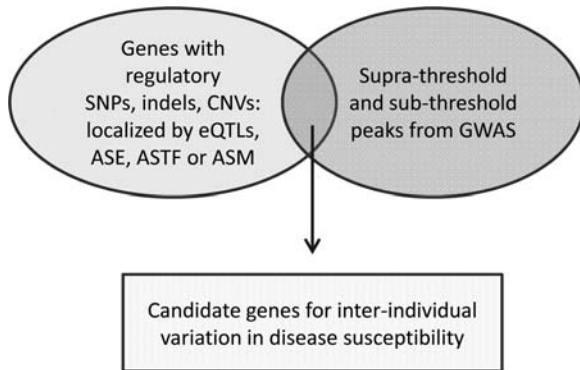 Genes with
regulatory
SNPs, indels, CNVs:
localized by eQTLs,
ASE, ASTF or ASM
Supra-threshold
and sub-threshold
peaks from GWAS
Candidate genes for inter-individual
variation in disease susceptibility